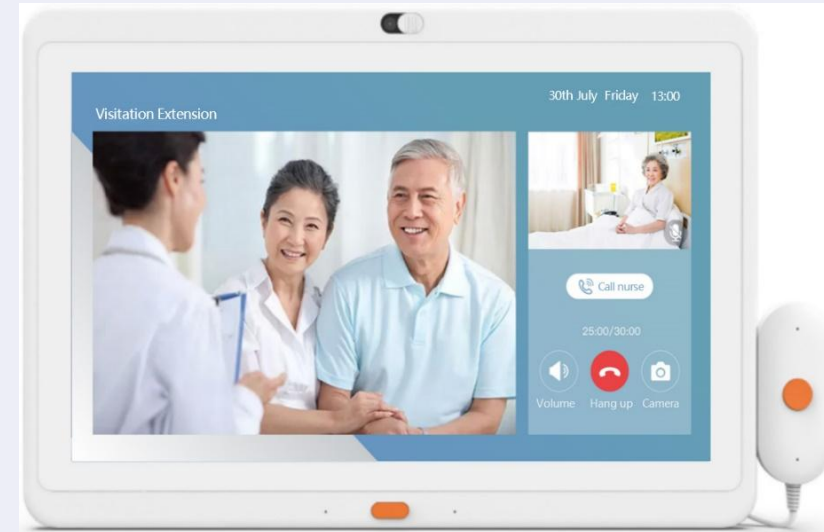 30th July Friday 13:00
Visitation Extension
Call nurse
25:00/30:00
Volume Hang up Camera